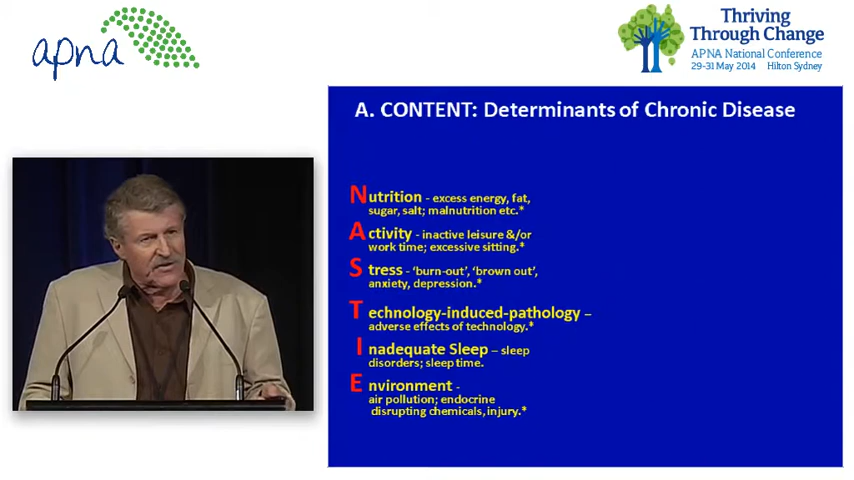 apna
Thriving
Through Change
APNA National Conference
29-31 May 2014 Hilton Sydney
A. CONTENT: Determinants of Chronic Disease
Nutrition - excess energy, fat,
sugar, salt; malnutrition etc.*
Activity - inactive leisure &/or
work time; excessive sitting.*
Stress - ‘burn-out’, ‘brown out’,
anxiety, depression.*
Technology-induced-pathology –
adverse effects of technology.*
Inadequate Sleep – sleep
disorders; sleep time.
Environment -
air pollution; endocrine
disrupting chemicals, injury.*